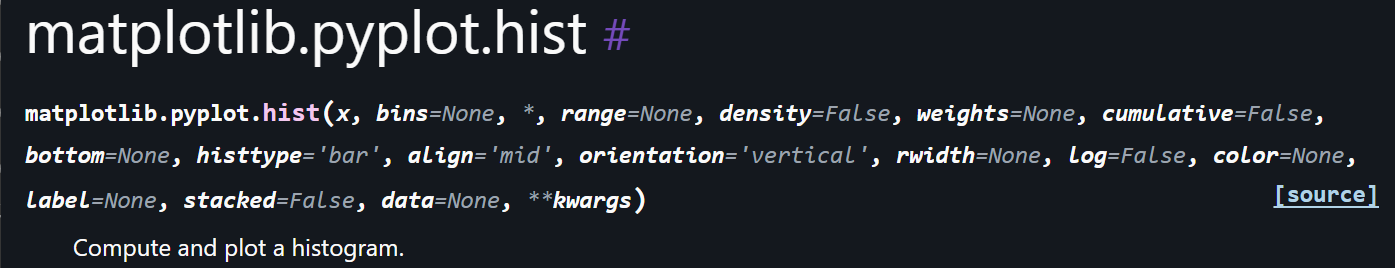 matplotlib.pyplot.hist #
matplotlib.pyplot.hist(x, bins=None, *, range=None, density=False, weights=None, cumulative=False,
bottom=None, histtype='bar', align='mid', orientation='vertical', rwidth=None, log=False, color=None,
label=None, stacked=False, data=None, **kwargs) [source]
Compute and plot a histogram.